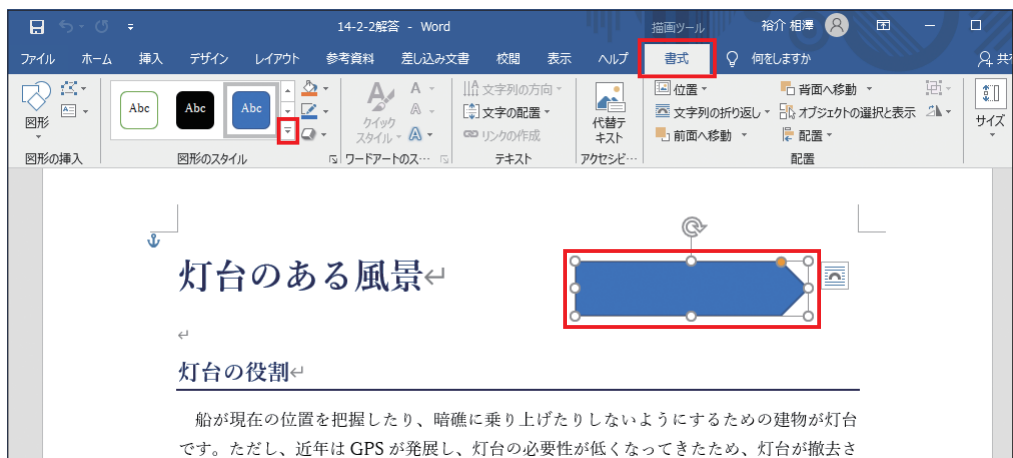 14-2-2解答 - Word
描画ツール
裕介 相澤
ファイル ホーム 挿入 デザイン レイアウト 参考資料 差し込み文書 校閲 表示 ヘルプ 書式 何をしますか 共
図形
Abc Abc Abc
クイック
スタイル
A
A
A
文字列の方向
文字の配置
リンクの作成
代替テ
キスト
位置
文字列の折り返し
前面へ移動
背面へ移動
オブジェクトの選択と表示
配置
サイズ
図形の挿入 図形のスタイル ワードアートのス… テキスト アクセシビ… 配置
灯台のある風景
灯台の役割
船が現在の位置を把握したり、暗礁に乗り上げたりしないようにするための建物が灯台
です。ただし、近年は GPS が発展し、灯台の必要性が低くなってきたため、灯台が撤去さ